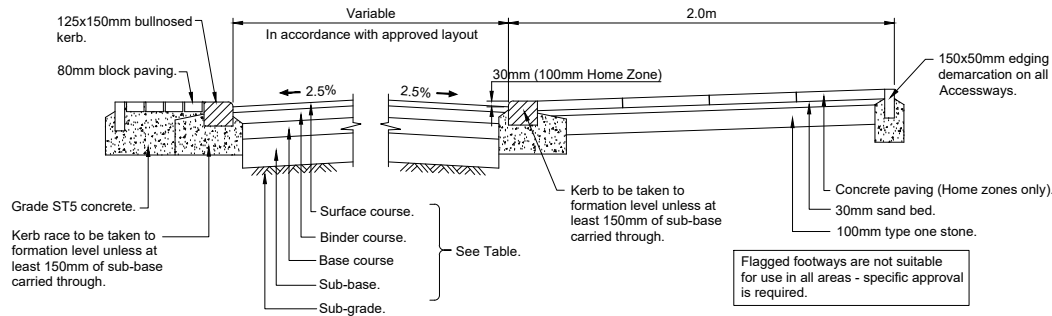 125x150mm bullnosed
kerb.
80mm block paving.
Variable
In accordance with approved layout
2.0m
30mm (100mm Home Zone)
2.5%
2.5%
150x50mm edging
demarcation on all
Accessways.
Grade ST5 concrete.
Kerb race to be taken to
formation level unless at
least 150mm of sub-base
carried through.
Surface course.
Binder course.
Base course
Sub-base.
Sub-grade.
See Table.
Kerb to be taken to
formation level unless at
least 150mm of sub-base
carried through.
Concrete paving (Home zones only).
30mm sand bed.
100mm type one stone.
Flagged footways are not suitable
for use in all areas - specific approval
is required.